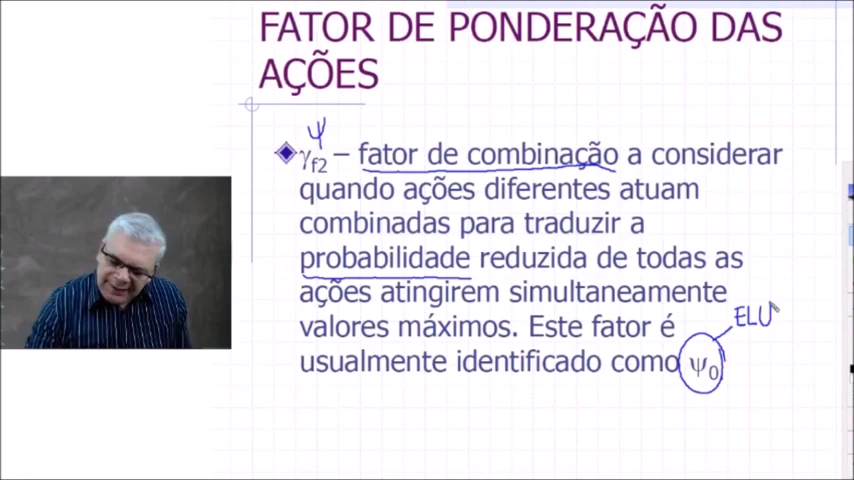 FATOR DE PONDERAÇÃO DAS
AÇÕES
ψ
γf2 – fator de combinação a considerar
quando ações diferentes atuam
combinadas para traduzir a
probabilidade reduzida de todas as
ações atingirem simultaneamente
valores máximos. Este fator é
ELU
usualmente identificado como ψ0